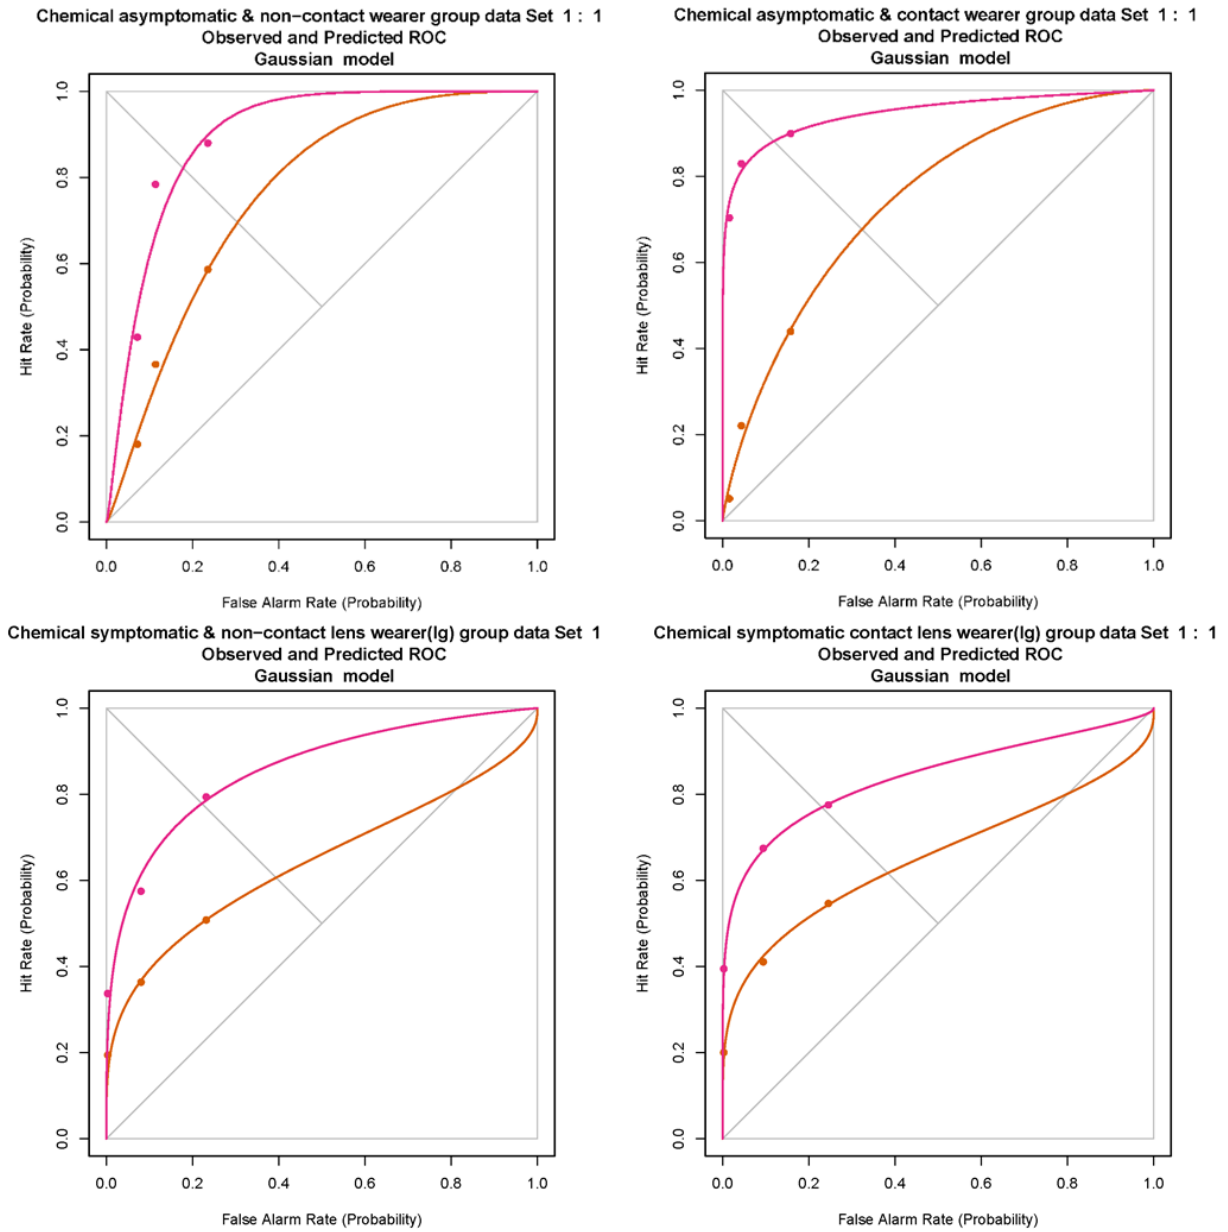 Chemical asymptomatic & non−contact wearer group data Set 1 : 1
Observed and Predicted ROC
Gaussian model
Hit Rate (Probability)
1.0
0.8
0.6
0.4
0.2
0.0
0.0 0.2 0.4 0.6 0.8 1.0
False Alarm Rate (Probability)
Chemical asymptomatic & contact wearer group data Set 1 : 1
Observed and Predicted ROC
Gaussian model
Hit Rate (Probability)
1.0
0.8
0.6
0.4
0.2
0.0
0.0 0.2 0.4 0.6 0.8 1.0
False Alarm Rate (Probability)
Chemical symptomatic & non−contact lens wearer(lg) group data Set 1
Observed and Predicted ROC
Gaussian model
Hit Rate (Probability)
1.0
0.8
0.6
0.4
0.2
0.0
0.0 0.2 0.4 0.6 0.8 1.0
False Alarm Rate (Probability)
Chemical symptomatic contact lens wearer(lg) group data Set 1 : 1
Observed and Predicted ROC
Gaussian model
Hit Rate (Probability)
1.0
0.8
0.6
0.4
0.2
0.0
0.0 0.2 0.4 0.6 0.8 1.0
False Alarm Rate (Probability)